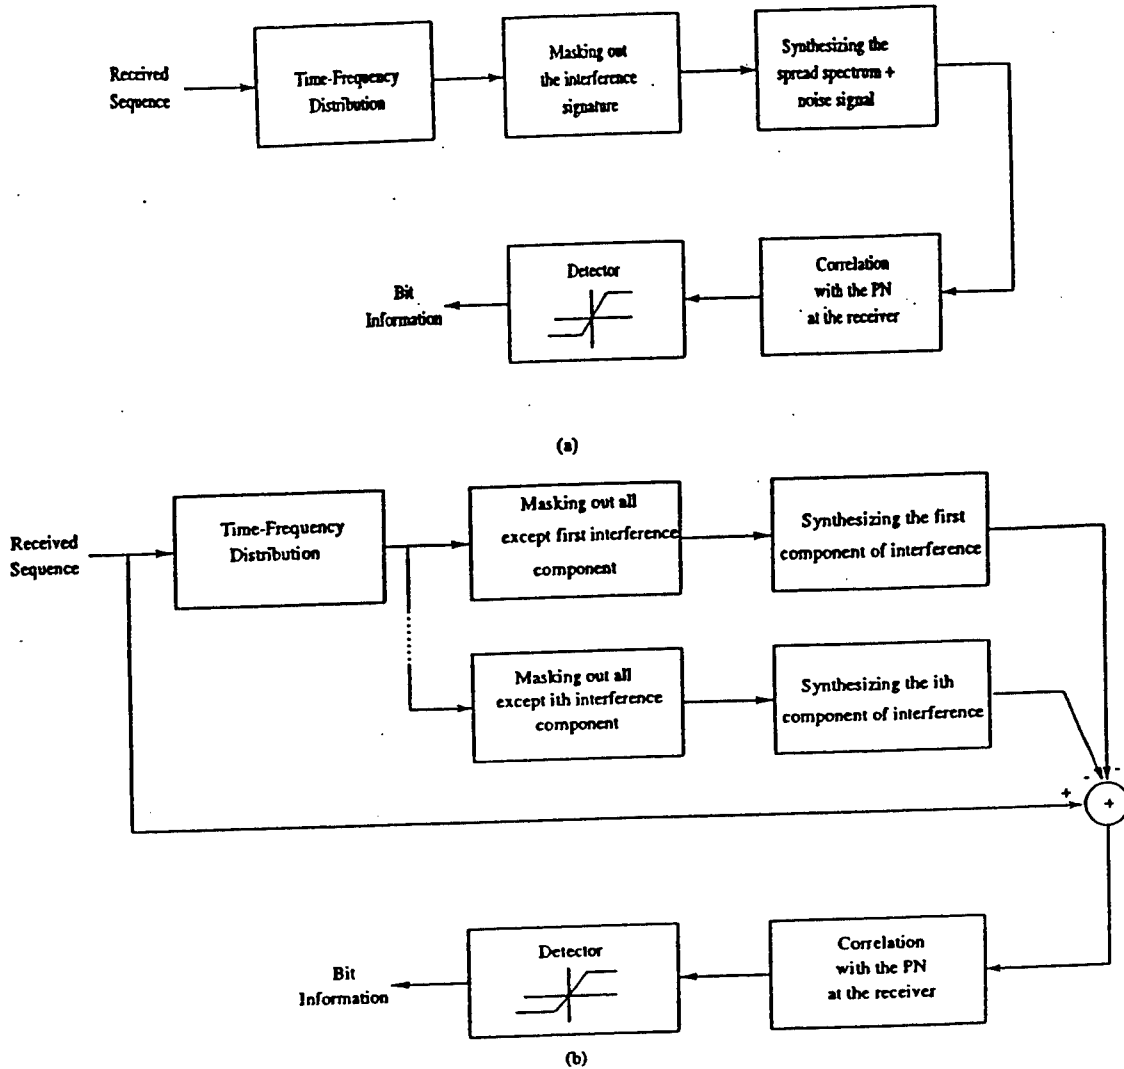 Received
Sequence
Time-Frequency
Distribution
Masking out
the interference
signature
Synthesizing the
spread spectrum +
noise signal
Correlation
with the PN
at the receiver
Detector
Bit
Information
(a)
Received
Sequence
Time-Frequency
Distribution
Masking out all
except first interference
component
Synthesizing the first
component of interference
Masking out all
except ith interference
component
Synthesizing the ith
component of interference
- -
+ +
Correlation
with the PN
at the receiver
Detector
Bit
Information
(b)